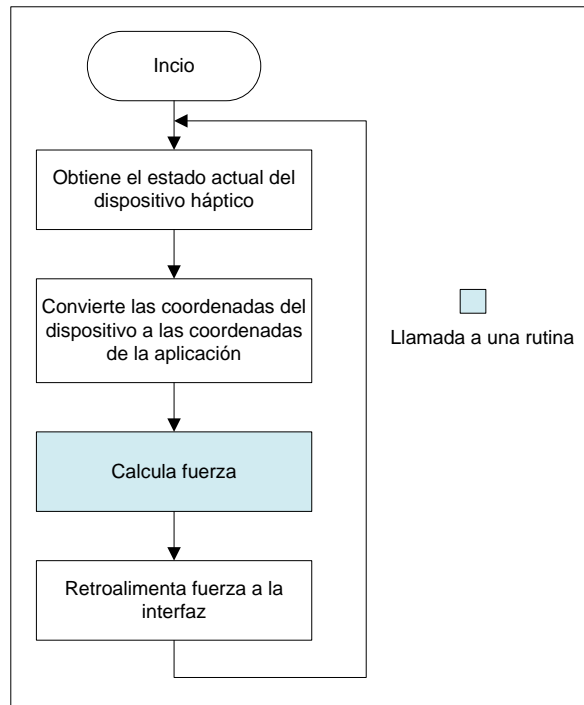 Incio
Obtiene el estado actual del
dispositivo háptico
Convierte las coordenadas del
dispositivo a las coordenadas
de la aplicación
Llamada a una rutina
Calcula fuerza
Retroalimenta fuerza a la
interfaz